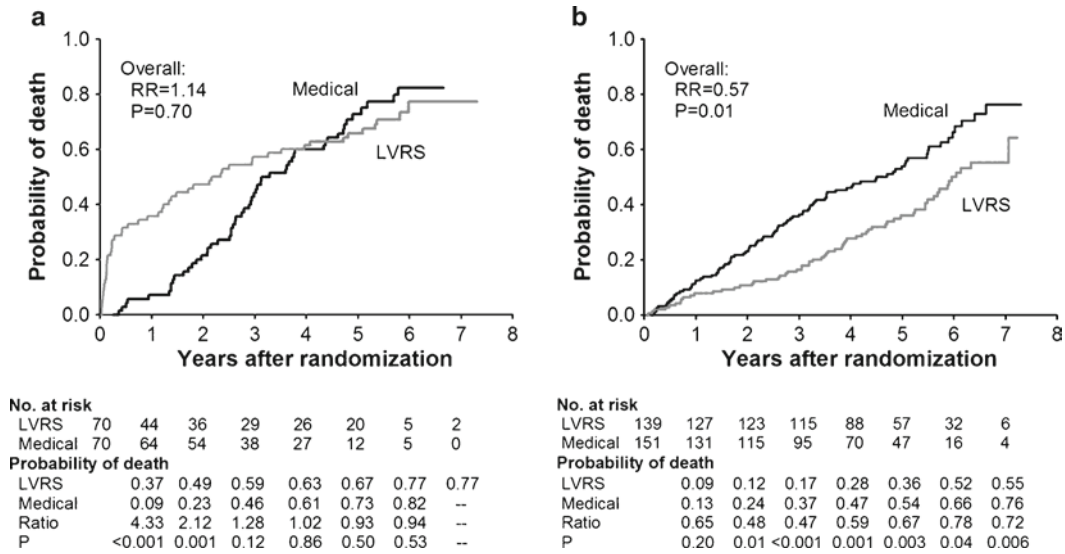 a
1.0
0.8
0.6
0.4
0.2
0.0
Probability of death
Overall:
RR=1.14
P=0.70
Medical
LVRS
0 1 2 3 4 5 6 7 8
Years after randomization
No. at risk
LVRS 70 44 36 29 26 20 5 2
Medical 70 64 54 38 27 12 5 0
Probability of death
LVRS 0.37 0.49 0.59 0.63 0.67 0.77 0.77
Medical 0.09 0.23 0.46 0.61 0.73 0.82 --
Ratio 4.33 2.12 1.28 1.02 0.93 0.94 --
P <0.001 0.001 0.12 0.86 0.50 0.53 --
b
1.0
0.8
0.6
0.4
0.2
0.0
Probability of death
Overall:
RR=0.57
P=0.01
Medical
LVRS
0 1 2 3 4 5 6 7 8
Years after randomization
No. at risk
LVRS 139 127 123 115 88 57 32 6
Medical 151 131 115 95 70 47 16 4
Probability of death
LVRS 0.09 0.12 0.17 0.28 0.36 0.52 0.55
Medical 0.13 0.24 0.37 0.47 0.54 0.66 0.76
Ratio 0.65 0.48 0.47 0.59 0.67 0.78 0.72
P 0.20 0.01 <0.001 0.001 0.003 0.04 0.006